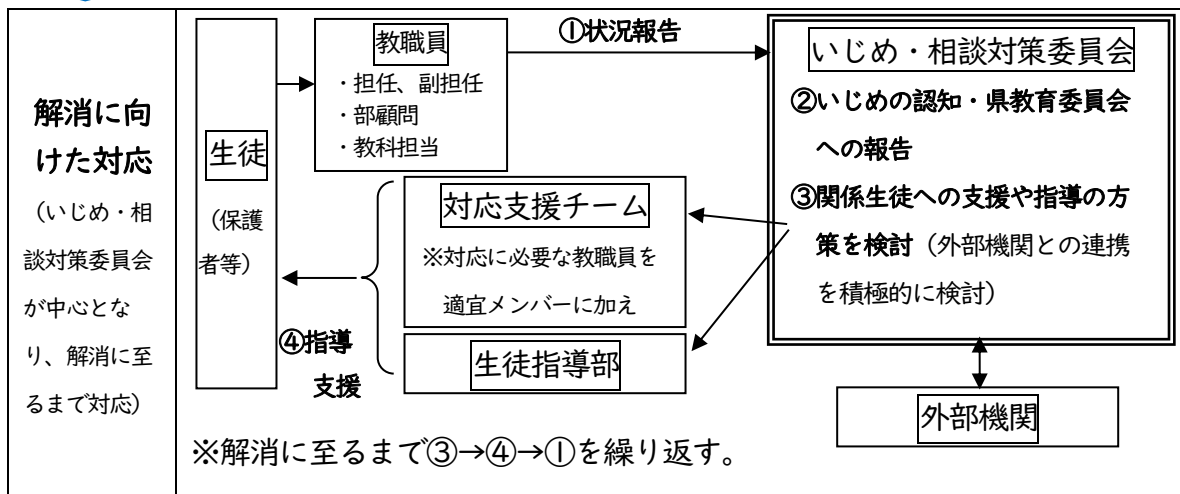 解消に向
けた対応
（いじめ・相
談対策委員会
が中心とな
り、解消に至
るまで対応）
生徒
（保護
者等）
教職員
・担任、副担任
・部顧問
・教科担当
①状況報告
いじめ・相談対策委員会
②いじめの認知・県教育委員会
への報告
③関係生徒への支援や指導の方
策を検討（外部機関との連携
を積極的に検討）
対応支援チーム
※対応に必要な教職員を
適宜メンバーに加え
生徒指導部
④指導
支援
外部機関
※解消に至るまで③→④→①を繰り返す。